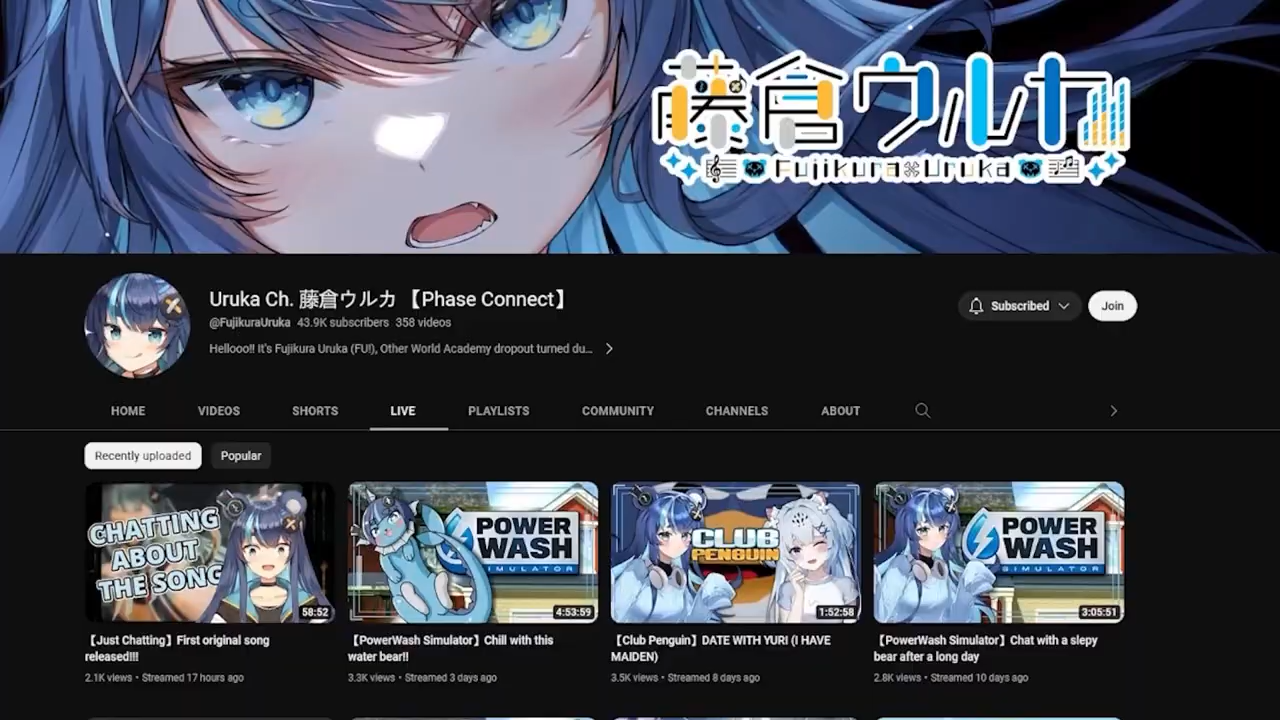 藤倉ウルカ
Fujikura Uruka
Uruka Ch. 藤倉ウルカ 【Phase Connect】
@FujikuraUruka 43.9K subscribers 358 videos
Hellooo!! It's Fujikura Uruka (FU!), Other World Academy dropout turned du...
Subscribed
Join
HOME VIDEOS SHORTS LIVE PLAYLISTS COMMUNITY CHANNELS ABOUT
Recently uploaded Popular
CHATTING
ABOUT
THE SONG
58:52
POWER
WASH
SIMULATOR
4:53:59
CLUB
PENGUIN
1:52:58
POWER
WASH
SIMULATOR
3:05:51
【Just Chatting】First original song
released!!!
2.1K views • Streamed 17 hours ago
【PowerWash Simulator】Chill with this
water bear!!
3.3K views • Streamed 3 days ago
【Club Penguin】DATE WITH YURI (I HAVE
MAIDEN)
3.5K views • Streamed 8 days ago
【PowerWash Simulator】Chat with a slepy
bear after a long day
2.8K views • Streamed 10 days ago